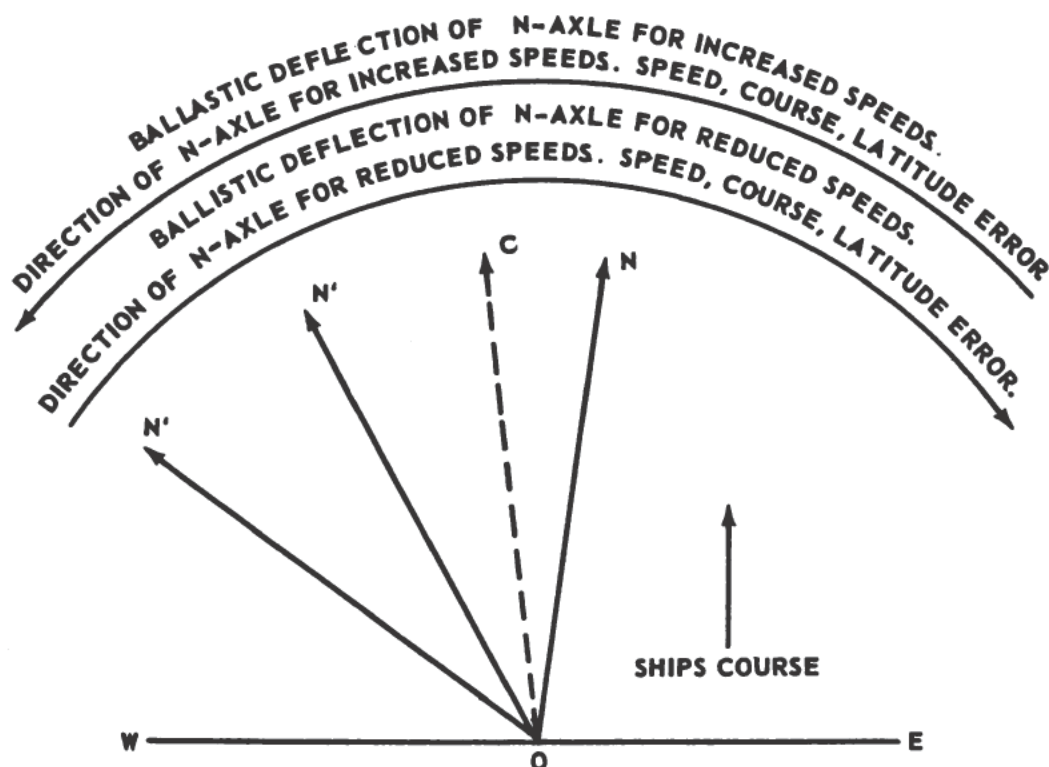 BALLASTIC DEFLECTION OF N-AXLE FOR INCREASED SPEEDS.
DIRECTION OF N-AXLE FOR INCREASED SPEEDS. SPEED, COURSE, LATITUDE ERROR
BALLISTIC DEFLECTION OF N-AXLE FOR REDUCED SPEEDS.
DIRECTION OF N-AXLE FOR REDUCED SPEEDS. SPEED, COURSE, LATITUDE ERROR.
C
N
N'
N'
SHIPS COURSE
W
E
O